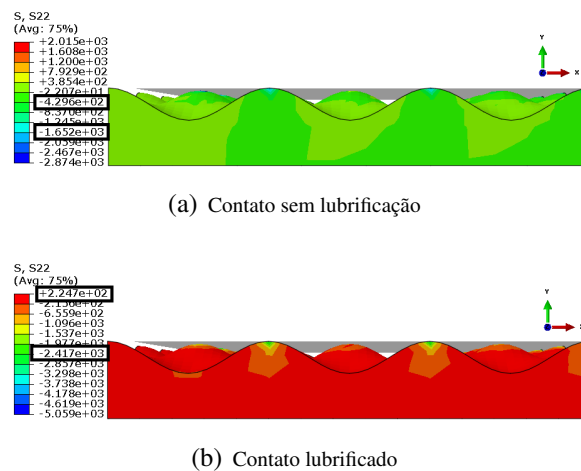 S, S22
(Avg: 75%)
+2.015e+03
+1.608e+03
+1.200e+03
+7.929e+02
+3.854e+02
-2.207e+01
-4.296e+02
-8.370e+02
-1.245e+03
-1.652e+03
-2.059e+03
-2.467e+03
-2.874e+03
Y
X
(a) Contato sem lubrificação
S, S22
(Avg: 75%)
+2.247e+02
-2.156e+02
-6.559e+02
-1.096e+03
-1.537e+03
-1.977e+03
-2.417e+03
-2.857e+03
-3.298e+03
-3.738e+03
-4.178e+03
-4.619e+03
-5.059e+03
Y
X
(b) Contato lubrificado